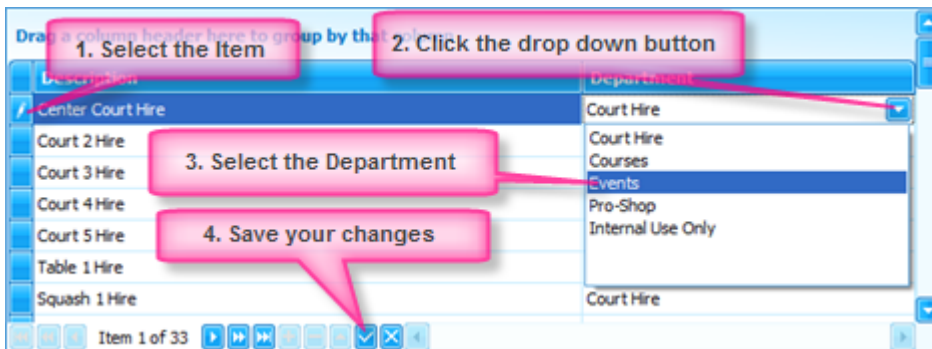 Drag a column header here to group by that column
1. Select the Item
2. Click the drop down button
Description
Department
Center Court Hire
Court Hire
Court 2 Hire
Court Hire
Courses
3. Select the Department
Court 3 Hire
Events
Court 4 Hire
Pro-Shop
4. Save your changes
Court 5 Hire
Internal Use Only
Table 1 Hire
Squash 1 Hire
Court Hire
Item 1 of 33